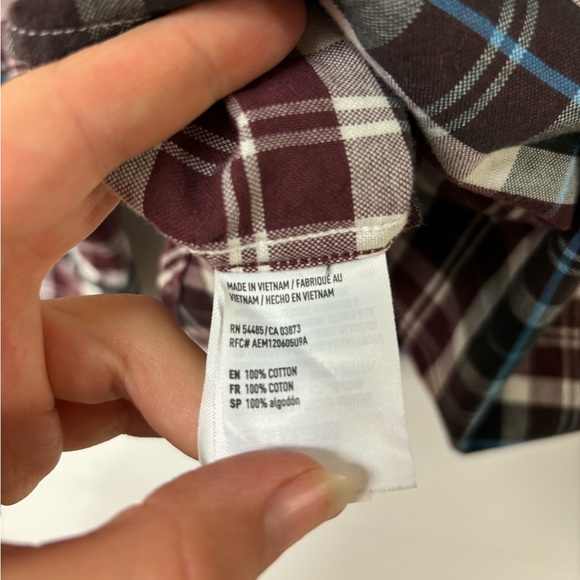 MADE IN VIETNAM / FABRIQUÉ AU
VIETNAM / HECHO EN VIETNAM
RN 54485/CA 03873
RFC# AEM120605U9A
EN 100% COTTON
FR 100% COTON
SP 100% algodón